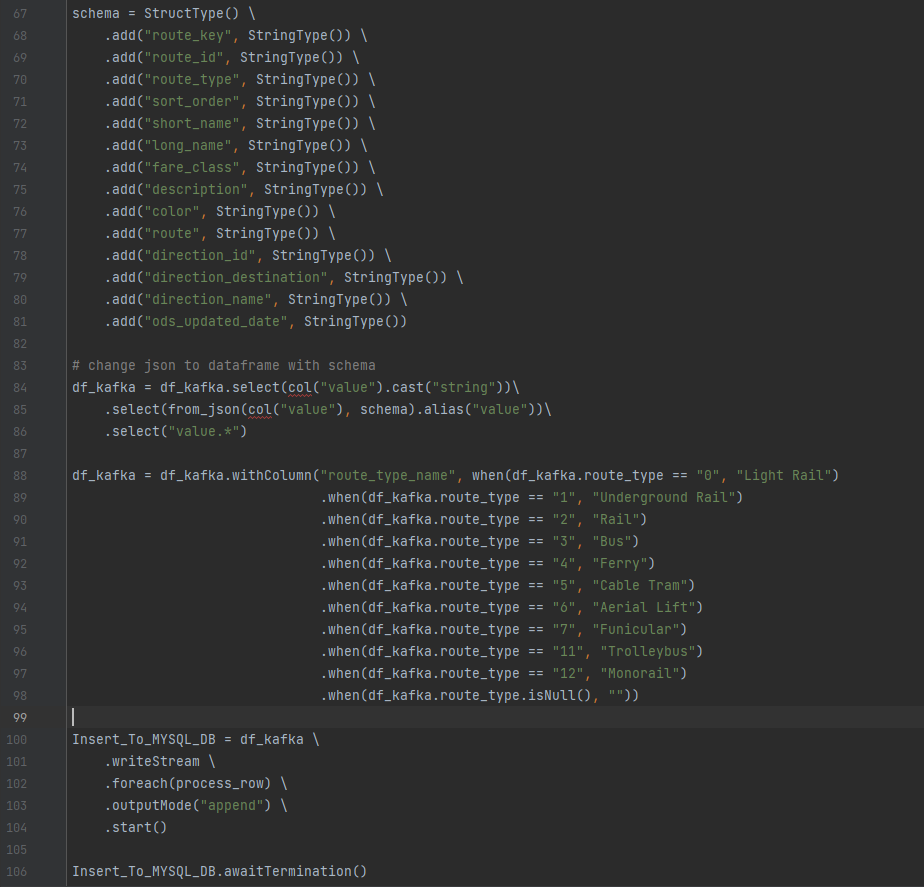 67 schema = StructType() \
68     .add("route_key", StringType()) \
69     .add("route_id", StringType()) \
70     .add("route_type", StringType()) \
71     .add("sort_order", StringType()) \
72     .add("short_name", StringType()) \
73     .add("long_name", StringType()) \
74     .add("fare_class", StringType()) \
75     .add("description", StringType()) \
76     .add("color", StringType()) \
77     .add("route", StringType()) \
78     .add("direction_id", StringType()) \
79     .add("direction_destination", StringType()) \
80     .add("direction_name", StringType()) \
81     .add("ods_updated_date", StringType())
82
83 # change json to dataframe with schema
84 df_kafka = df_kafka.select(col("value").cast("string"))\
85     .select(from_json(col("value"), schema).alias("value"))\
86     .select("value.*")
87
88 df_kafka = df_kafka.withColumn("route_type_name", when(df_kafka.route_type == "0", "Light Rail")
89                                .when(df_kafka.route_type == "1", "Underground Rail")
90                                .when(df_kafka.route_type == "2", "Rail")
91                                .when(df_kafka.route_type == "3", "Bus")
92                                .when(df_kafka.route_type == "4", "Ferry")
93                                .when(df_kafka.route_type == "5", "Cable Tram")
94                                .when(df_kafka.route_type == "6", "Aerial Lift")
95                                .when(df_kafka.route_type == "7", "Funicular")
96                                .when(df_kafka.route_type == "11", "Trolleybus")
97                                .when(df_kafka.route_type == "12", "Monorail")
98                                .when(df_kafka.route_type.isNull(), ""))
99
100 Insert_To_MYSQL_DB = df_kafka \
101     .writeStream \
102     .foreach(process_row) \
103     .outputMode("append") \
104     .start()
105
106 Insert_To_MYSQL_DB.awaitTermination()